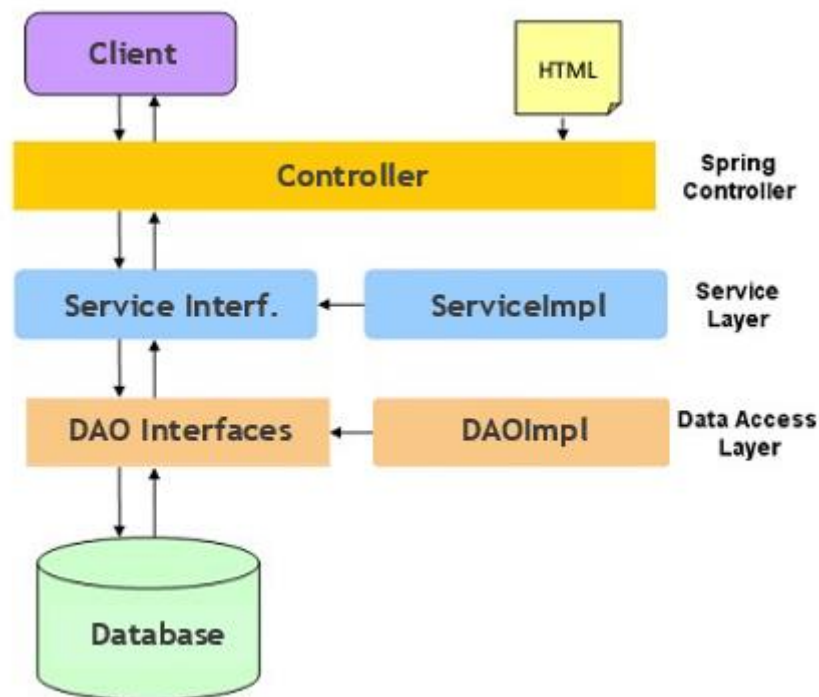 Client
HTML
Controller
Spring
Controller
Service Interf.
ServiceImpl
Service
Layer
DAO Interfaces
DAOImpl
Data Access
Layer
Database